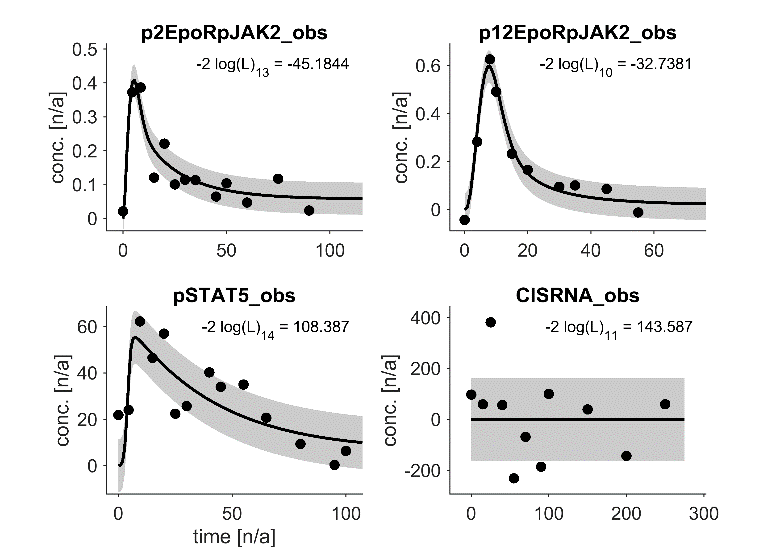 p2EpoRpJAK2_obs
-2 log(L)13 = -45.1844
conc. [n/a]
0.5
0.4
0.3
0.2
0.1
0
0 50 100
p12EpoRpJAK2_obs
-2 log(L)10 = -32.7381
conc. [n/a]
0.6
0.4
0.2
0
0 20 40 60
pSTAT5_obs
-2 log(L)14 = 108.387
conc. [n/a]
60
40
20
0
0 50 100
time [n/a]
CISRNA_obs
-2 log(L)11 = 143.587
conc. [n/a]
400
200
0
-200
0 100 200 300